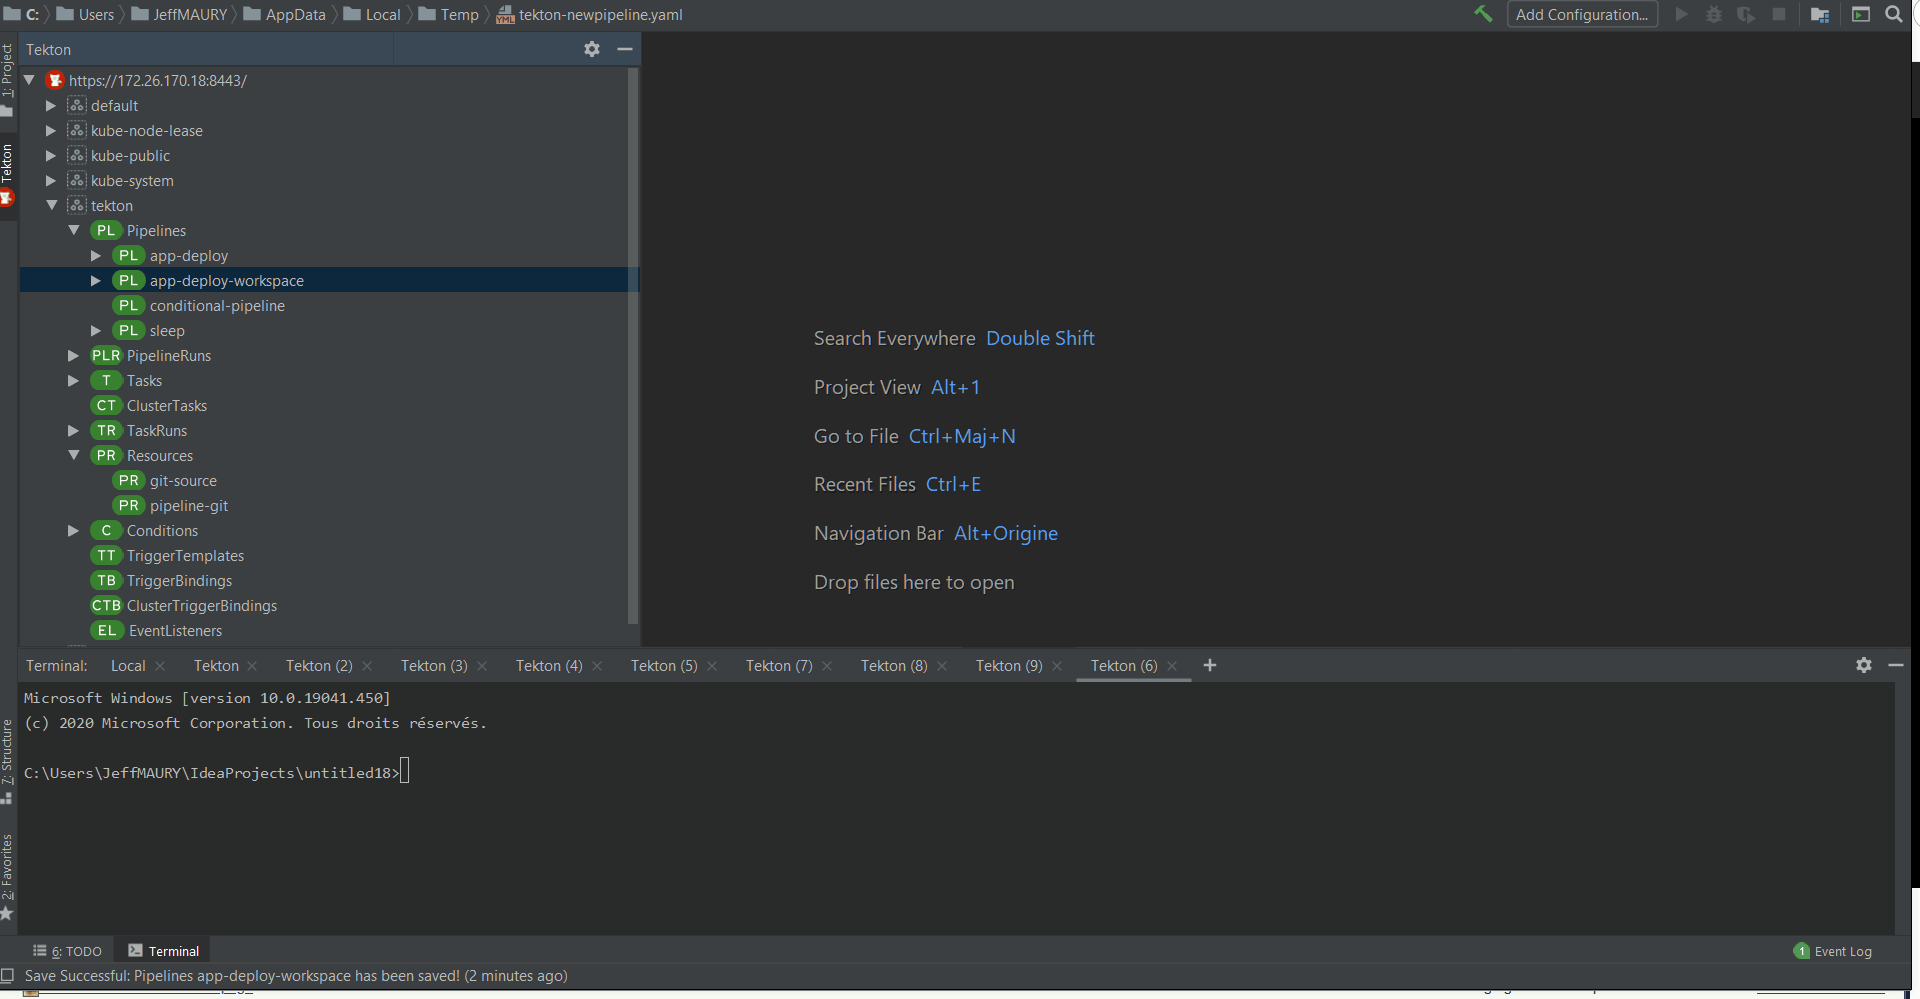 C: Users JeffMAURY AppData Local Temp tekton-newpipeline.yaml Add Configuration...
Tekton
1: Project
Tekton
7: Structure
2: Favorites
https://172.26.170.18:8443/
default
kube-node-lease
kube-public
kube-system
tekton
PL Pipelines
PL app-deploy
PL app-deploy-workspace
PL conditional-pipeline
PL sleep
PLR PipelineRuns
T Tasks
CT ClusterTasks
TR TaskRuns
PR Resources
PR git-source
PR pipeline-git
C Conditions
TT TriggerTemplates
TB TriggerBindings
CTB ClusterTriggerBindings
EL EventListeners
Search Everywhere Double Shift
Project View Alt+1
Go to File Ctrl+Maj+N
Recent Files Ctrl+E
Navigation Bar Alt+Origine
Drop files here to open
Terminal: Local Tekton Tekton (2) Tekton (3) Tekton (4) Tekton (5) Tekton (7) Tekton (8) Tekton (9) Tekton (6)
Microsoft Windows [version 10.0.19041.450]
(c) 2020 Microsoft Corporation. Tous droits réservés.
C:\Users\JeffMAURY\IdeaProjects\untitled18>
6: TODO Terminal 1 Event Log
Save Successful: Pipelines app-deploy-workspace has been saved! (2 minutes ago)